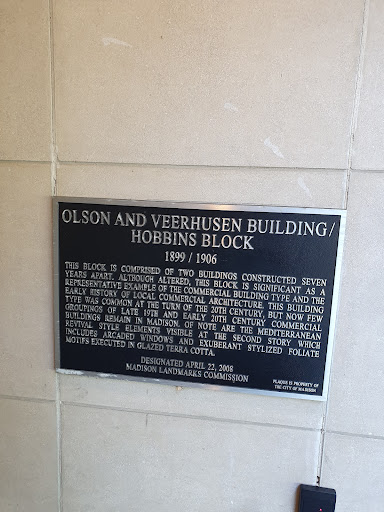 OLSON AND VEERHUSEN BUILDING/
HOBBINS BLOCK
1899 / 1906
THIS BLOCK IS COMPRISED OF TWO BUILDINGS CONSTRUCTED SEVEN
YEARS APART. ALTHOUGH ALTERED, THIS BLOCK IS SIGNIFICANT AS A
REPRESENTATIVE EXAMPLE OF THE COMMERCIAL BUILDING TYPE AND THE
EARLY HISTORY OF LOCAL COMMERCIAL ARCHITECTURE. THIS BUILDING
TYPE WAS COMMON AT THE TURN OF THE 20TH CENTURY, BUT NOW FEW
GROUPINGS OF LATE 19TH AND EARLY 20TH CENTURY COMMERCIAL
BUILDINGS REMAIN IN MADISON. OF NOTE ARE THE MEDITERRANEAN
REVIVAL STYLE ELEMENTS VISIBLE AT THE SECOND STORY WHICH
INCLUDES ARCADED WINDOWS AND EXUBERANT STYLIZED FOLIATE
MOTIFS EXECUTED IN GLAZED TERRA COTTA.
DESIGNATED APRIL 22, 2008
MADISON LANDMARKS COMMISSION
PLAQUE IS PROPERTY OF
THE CITY OF MADISON